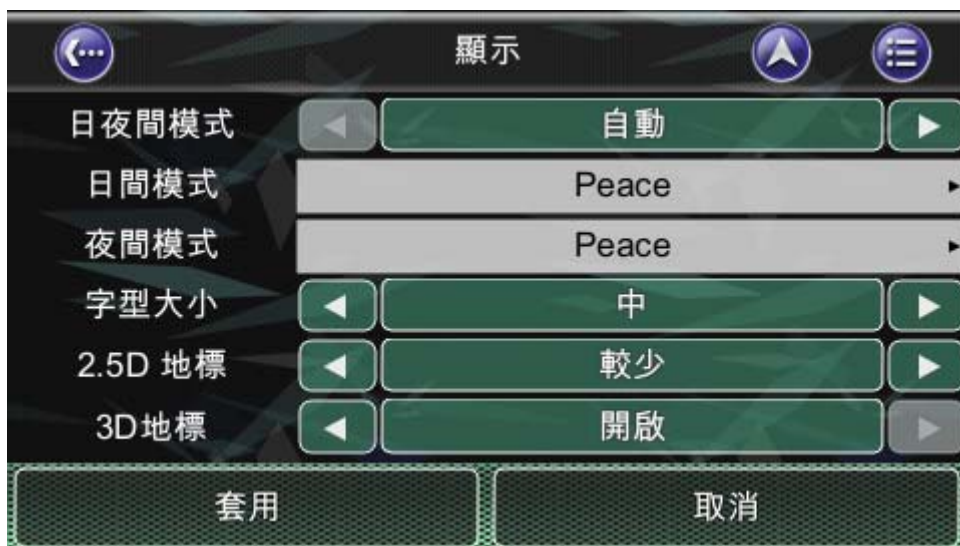 顯示
日夜間模式 自動
日間模式 Peace
夜間模式 Peace
字型大小 中
2.5D 地標 較少
3D地標 開啟
套用 取消